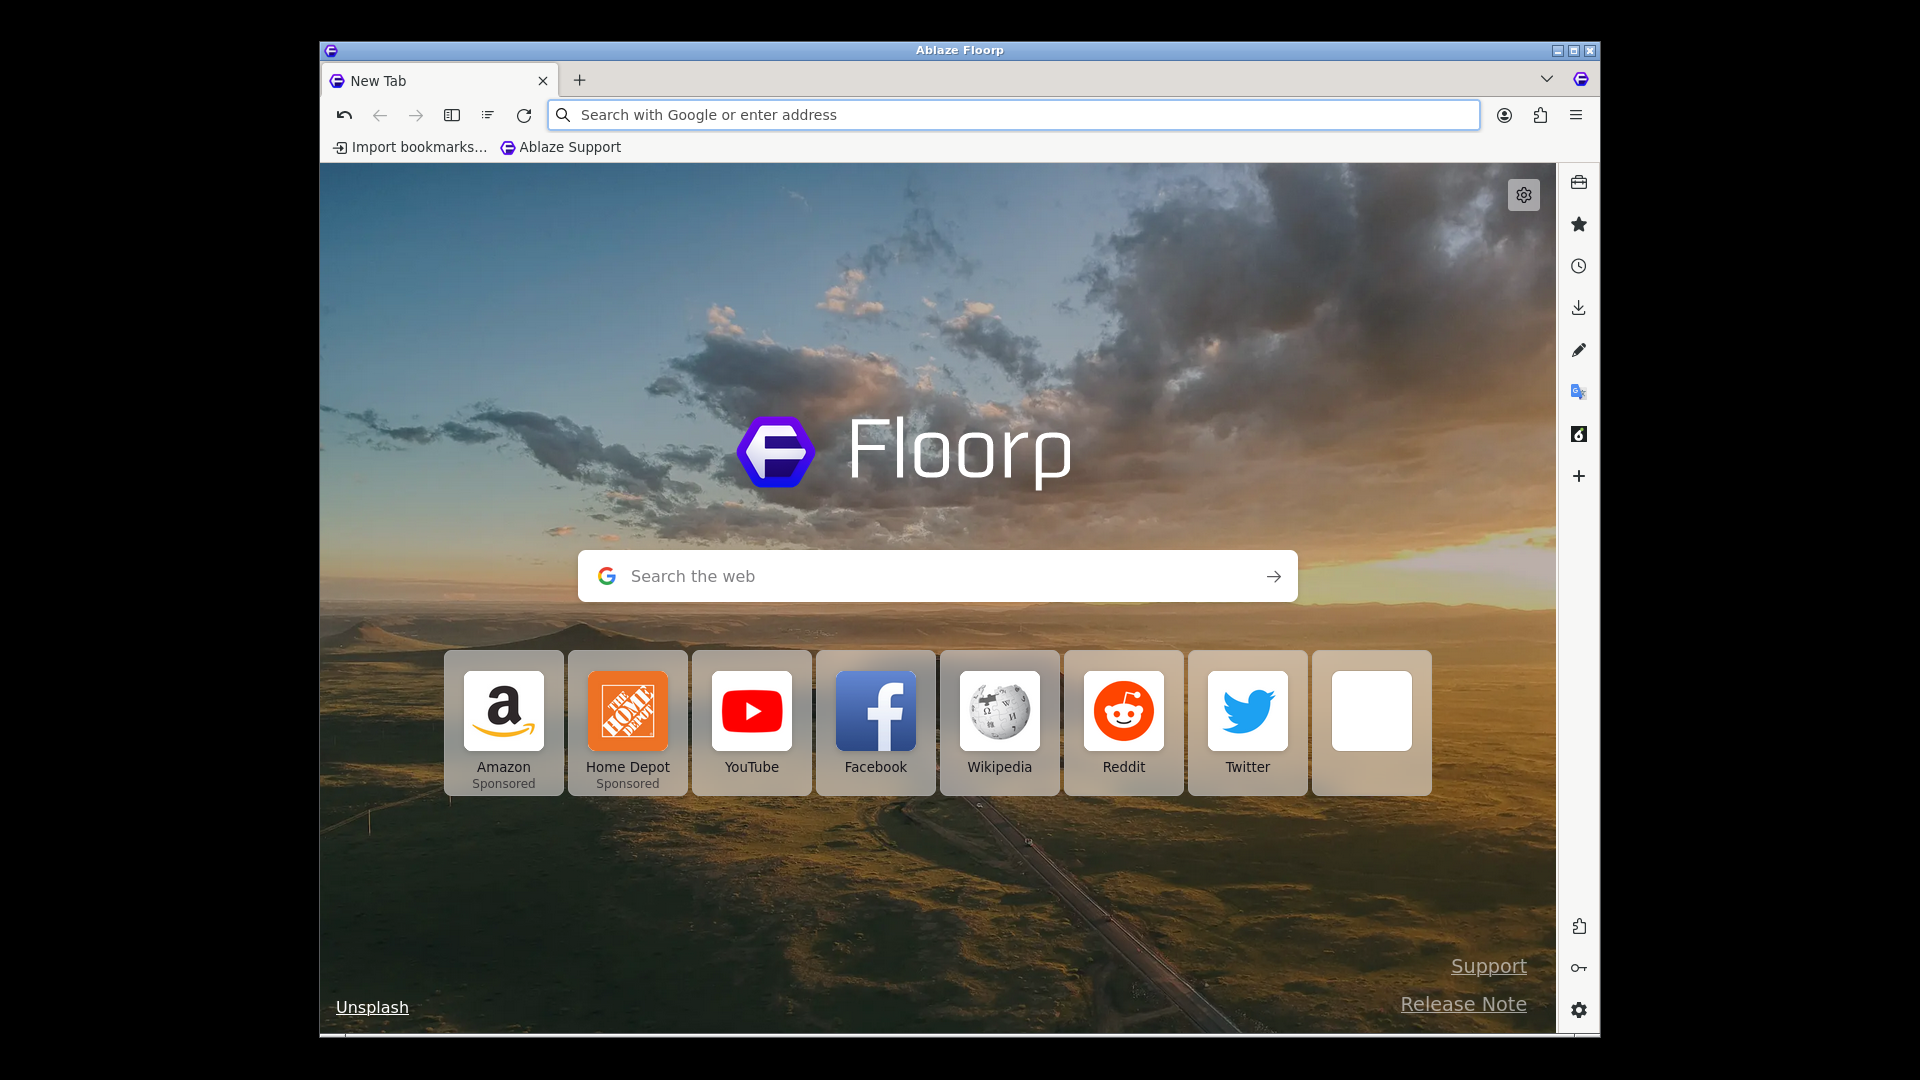 Ablaze Floorp
New Tab
Search with Google or enter address
Import bookmarks...
Ablaze Support
Floorp
Search the web
Amazon
Sponsored
Home Depot
Sponsored
YouTube
Facebook
Wikipedia
Reddit
Twitter
THE HOME DEPOT
Support
Release Note
Unsplash